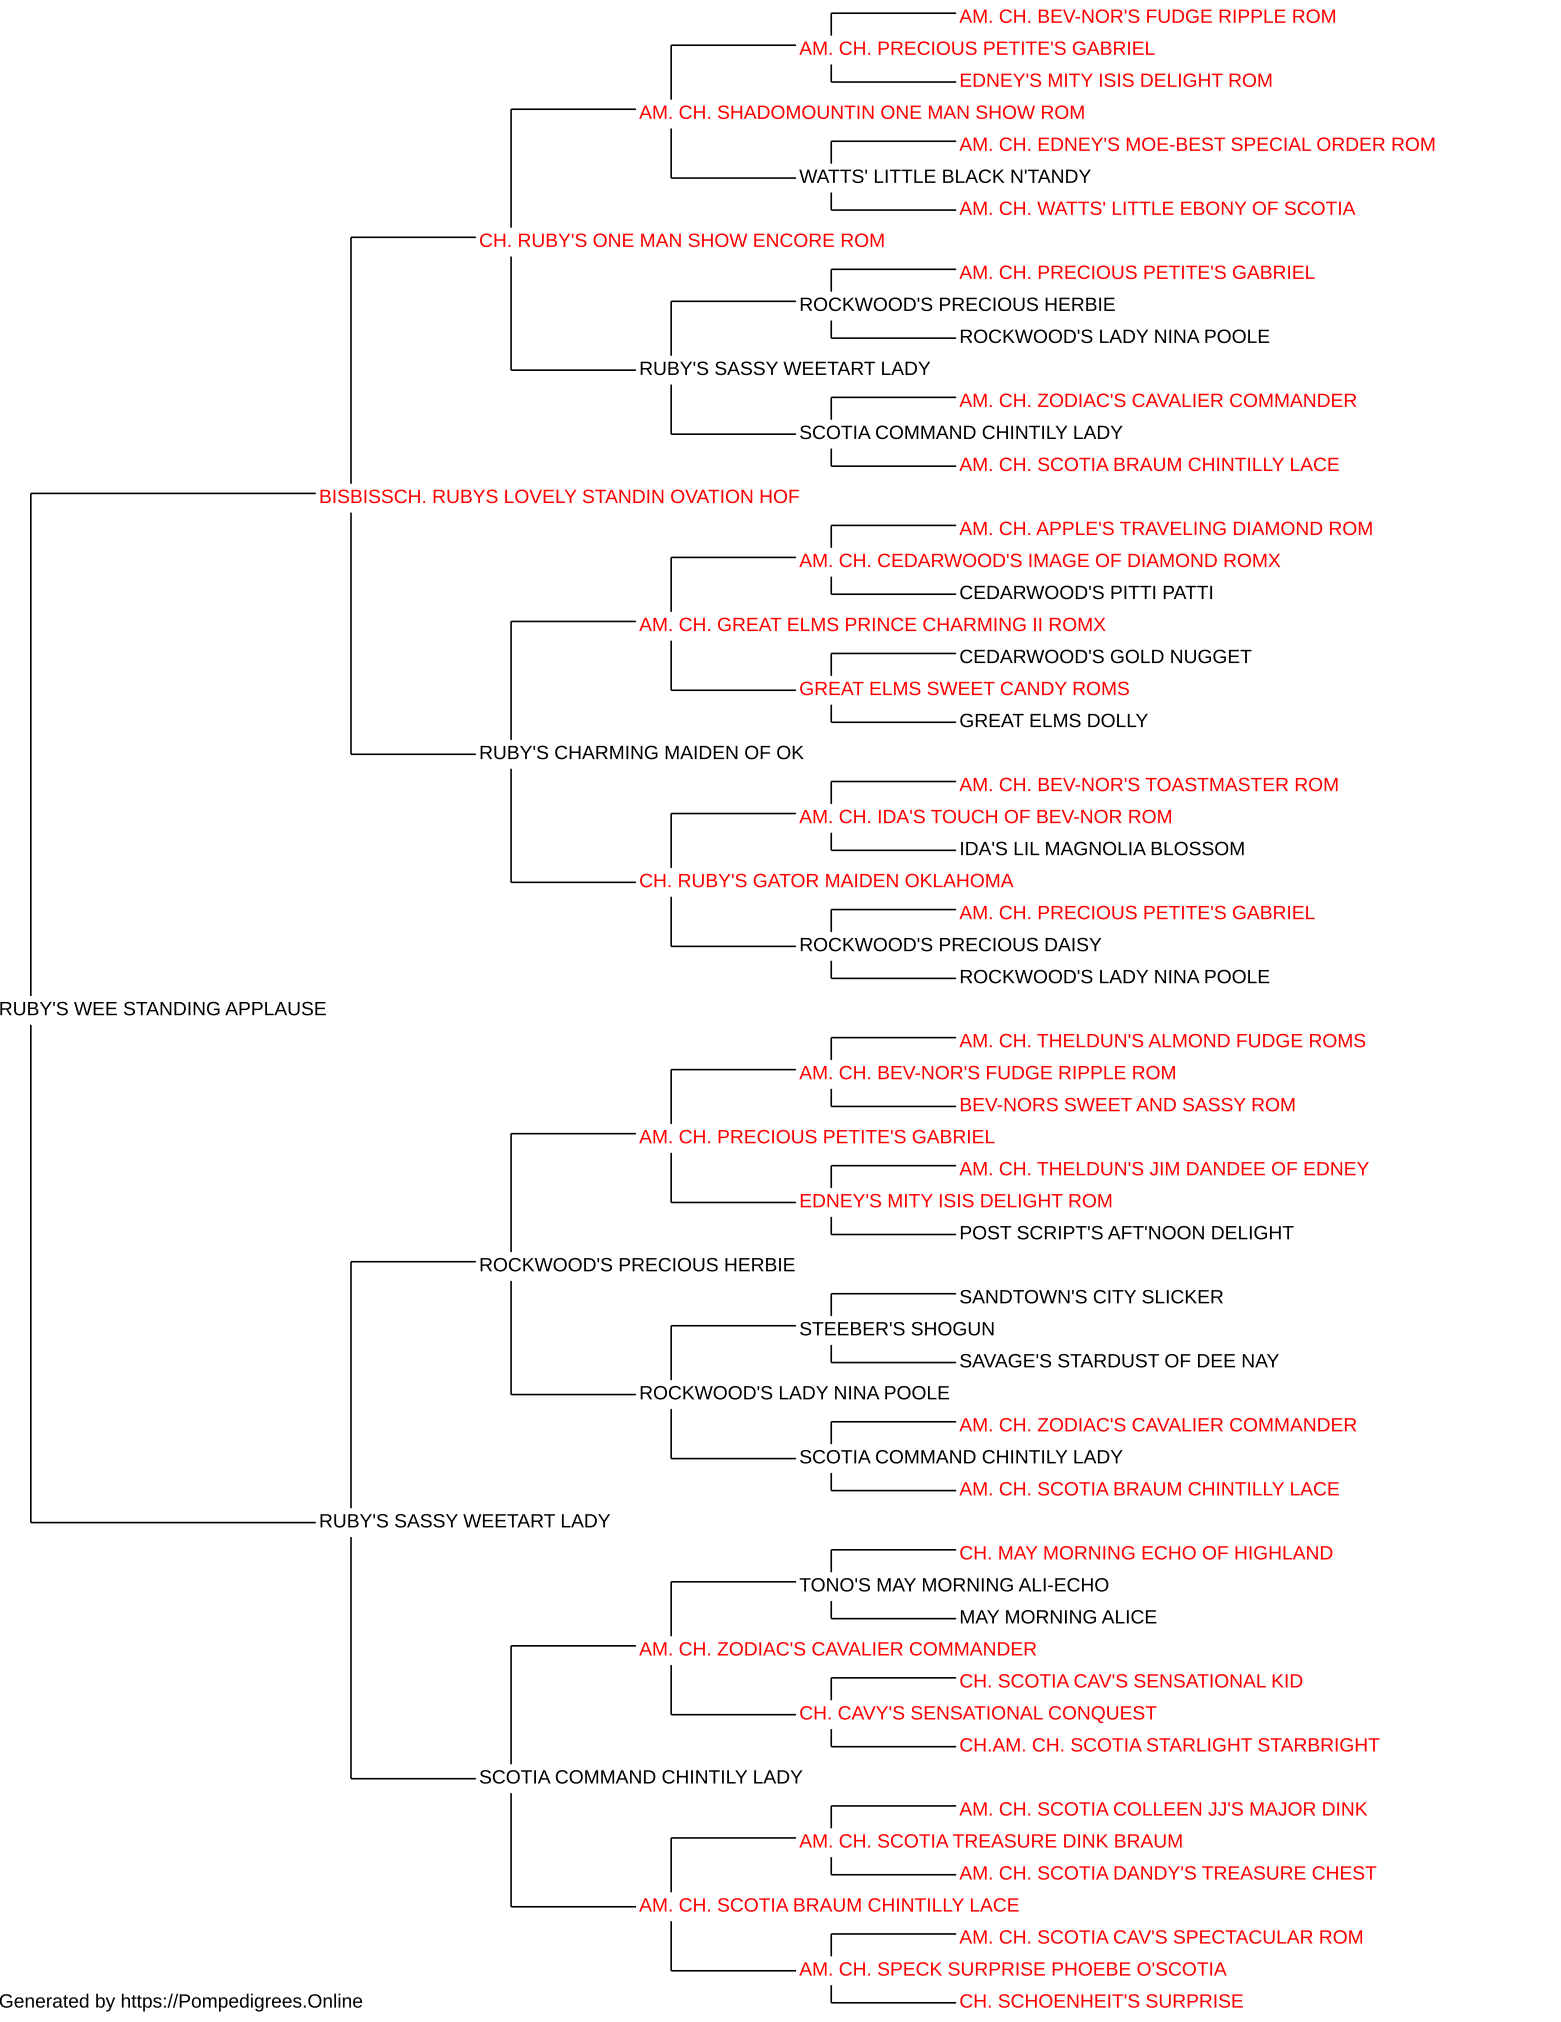 AM. CH. BEV-NOR'S FUDGE RIPPLE ROM
AM. CH. PRECIOUS PETITE'S GABRIEL
EDNEY'S MITY ISIS DELIGHT ROM
AM. CH. SHADOMOUNTIN ONE MAN SHOW ROM
AM. CH. EDNEY'S MOE-BEST SPECIAL ORDER ROM
WATTS' LITTLE BLACK N'TANDY
AM. CH. WATTS' LITTLE EBONY OF SCOTIA
CH. RUBY'S ONE MAN SHOW ENCORE ROM
AM. CH. PRECIOUS PETITE'S GABRIEL
ROCKWOOD'S PRECIOUS HERBIE
ROCKWOOD'S LADY NINA POOLE
RUBY'S SASSY WEETART LADY
AM. CH. ZODIAC'S CAVALIER COMMANDER
SCOTIA COMMAND CHINTILY LADY
AM. CH. SCOTIA BRAUM CHINTILLY LACE
BISBISSCH. RUBYS LOVELY STANDIN OVATION HOF
AM. CH. APPLE'S TRAVELING DIAMOND ROM
AM. CH. CEDARWOOD'S IMAGE OF DIAMOND ROMX
CEDARWOOD'S PITTI PATTI
AM. CH. GREAT ELMS PRINCE CHARMING II ROMX
CEDARWOOD'S GOLD NUGGET
GREAT ELMS SWEET CANDY ROMS
GREAT ELMS DOLLY
RUBY'S CHARMING MAIDEN OF OK
AM. CH. BEV-NOR'S TOASTMASTER ROM
AM. CH. IDA'S TOUCH OF BEV-NOR ROM
IDA'S LIL MAGNOLIA BLOSSOM
CH. RUBY'S GATOR MAIDEN OKLAHOMA
AM. CH. PRECIOUS PETITE'S GABRIEL
ROCKWOOD'S PRECIOUS DAISY
ROCKWOOD'S LADY NINA POOLE
RUBY'S WEE STANDING APPLAUSE
AM. CH. THELDUN'S ALMOND FUDGE ROMS
AM. CH. BEV-NOR'S FUDGE RIPPLE ROM
BEV-NORS SWEET AND SASSY ROM
AM. CH. PRECIOUS PETITE'S GABRIEL
AM. CH. THELDUN'S JIM DANDEE OF EDNEY
EDNEY'S MITY ISIS DELIGHT ROM
POST SCRIPT'S AFT'NOON DELIGHT
ROCKWOOD'S PRECIOUS HERBIE
SANDTOWN'S CITY SLICKER
STEEBER'S SHOGUN
SAVAGE'S STARDUST OF DEE NAY
ROCKWOOD'S LADY NINA POOLE
AM. CH. ZODIAC'S CAVALIER COMMANDER
SCOTIA COMMAND CHINTILY LADY
AM. CH. SCOTIA BRAUM CHINTILLY LACE
RUBY'S SASSY WEETART LADY
CH. MAY MORNING ECHO OF HIGHLAND
TONO'S MAY MORNING ALI-ECHO
MAY MORNING ALICE
AM. CH. ZODIAC'S CAVALIER COMMANDER
CH. SCOTIA CAV'S SENSATIONAL KID
CH. CAVY'S SENSATIONAL CONQUEST
CH.AM. CH. SCOTIA STARLIGHT STARBRIGHT
SCOTIA COMMAND CHINTILY LADY
AM. CH. SCOTIA COLLEEN JJ'S MAJOR DINK
AM. CH. SCOTIA TREASURE DINK BRAUM
AM. CH. SCOTIA DANDY'S TREASURE CHEST
AM. CH. SCOTIA BRAUM CHINTILLY LACE
AM. CH. SCOTIA CAV'S SPECTACULAR ROM
AM. CH. SPECK SURPRISE PHOEBE O'SCOTIA
CH. SCHOENHEIT'S SURPRISE
Generated by https://Pompedigrees.Online